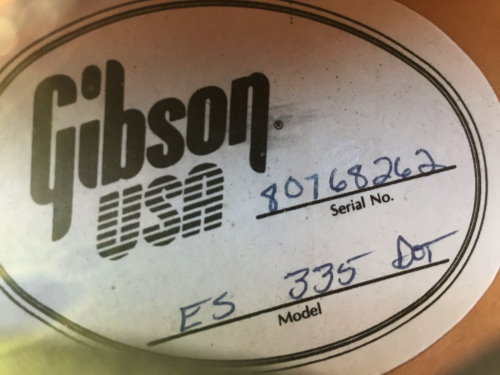 Gibson®
USA
80768262
Serial No.
ES 335 DOT
Model